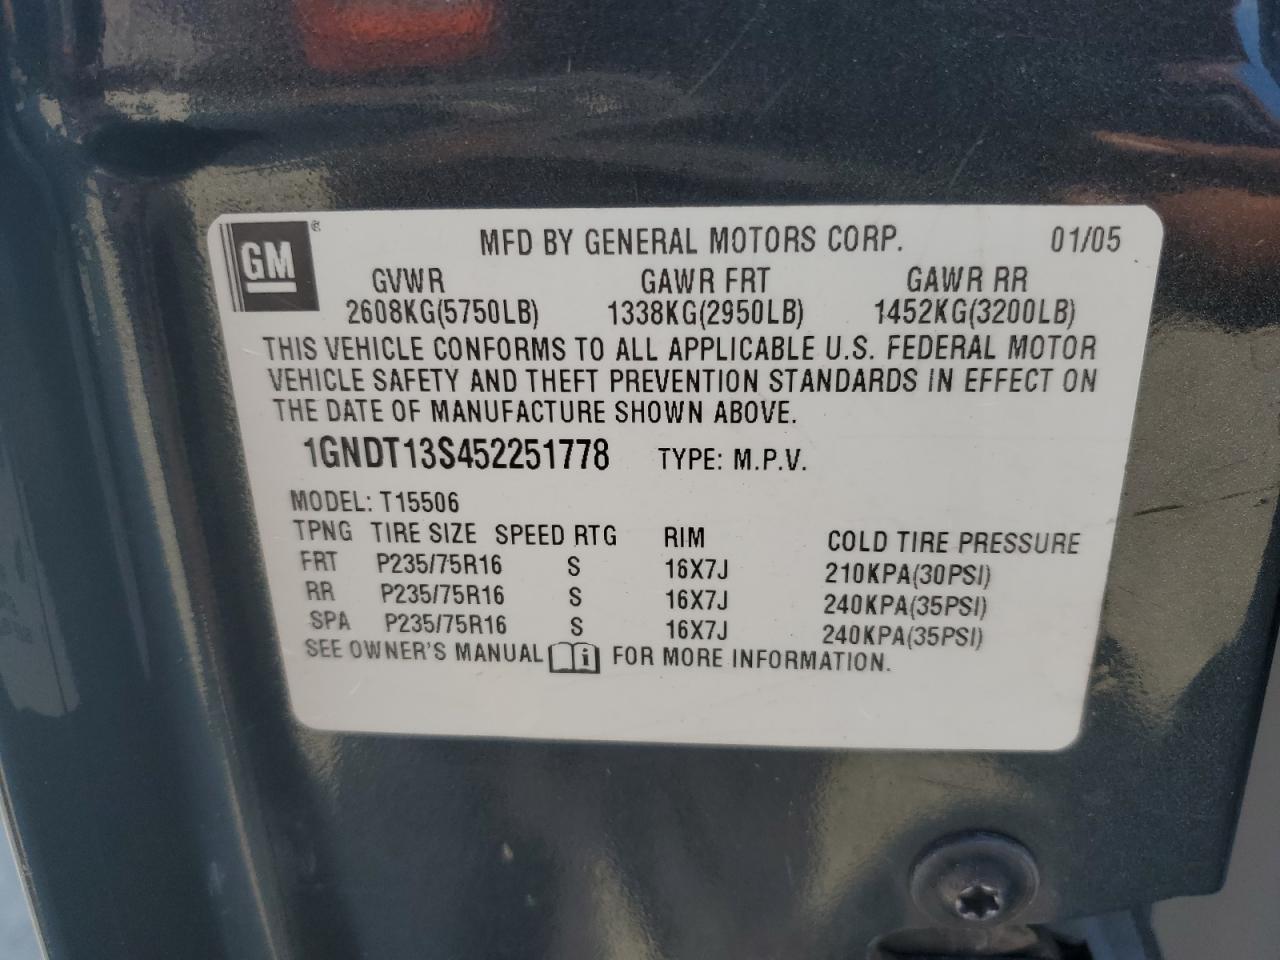 GM ® MFD BY GENERAL MOTORS CORP. 01/05
GVWR GAWR FRT GAWR RR
2608KG(5750LB) 1338KG(2950LB) 1452KG(3200LB)
THIS VEHICLE CONFORMS TO ALL APPLICABLE U.S. FEDERAL MOTOR
VEHICLE SAFETY AND THEFT PREVENTION STANDARDS IN EFFECT ON
THE DATE OF MANUFACTURE SHOWN ABOVE.
1GNDT13S452251778 TYPE: M.P.V.
MODEL: T15506
TPNG TIRE SIZE SPEED RTG RIM COLD TIRE PRESSURE
FRT P235/75R16 S 16X7J 210KPA(30PSI)
RR P235/75R16 S 16X7J 240KPA(35PSI)
SPA P235/75R16 S 16X7J 240KPA(35PSI)
SEE OWNER'S MANUAL i FOR MORE INFORMATION.